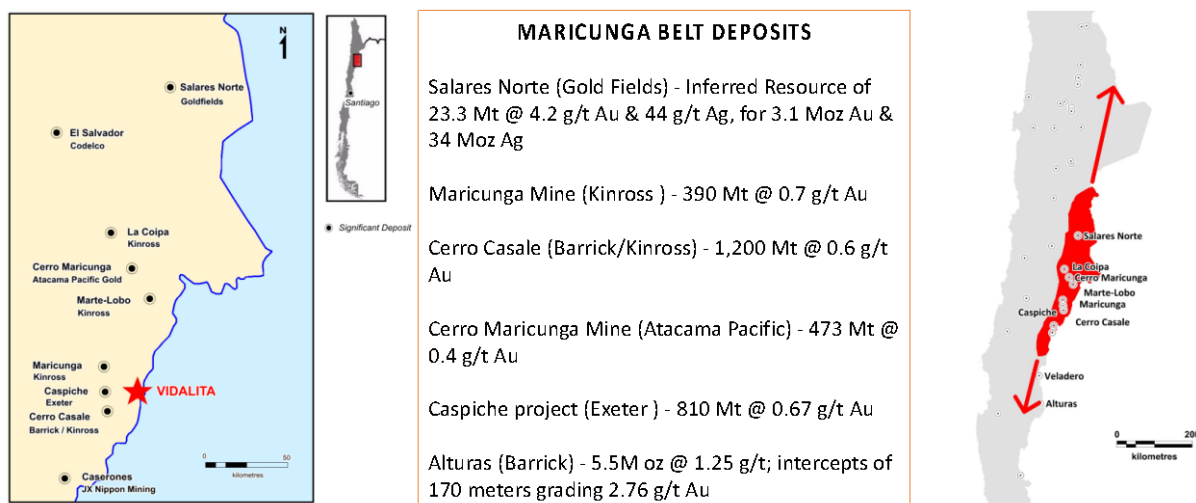 N
Salares Norte
Goldfields
El Salvador
Codelco
La Coipa
Kinross
Cerro Maricunga
Atacama Pacific Gold
Marte-Lobo
Kinross
Maricunga
Kinross
Caspiche
Exeter
VIDALITA
Cerro Casale
Barrick / Kinross
Caserones
JX Nippon Mining
0 50
kilometres
Santiago
Significant Deposit
MARICUNGA BELT DEPOSITS
Salares Norte (Gold Fields) - Inferred Resource of
23.3 Mt @ 4.2 g/t Au & 44 g/t Ag, for 3.1 Moz Au &
34 Moz Ag
Maricunga Mine (Kinross ) - 390 Mt @ 0.7 g/t Au
Cerro Casale (Barrick/Kinross) - 1,200 Mt @ 0.6 g/t
Au
Cerro Maricunga Mine (Atacama Pacific) - 473 Mt @
0.4 g/t Au
Caspiche project (Exeter ) - 810 Mt @ 0.67 g/t Au
Alturas (Barrick) - 5.5M oz @ 1.25 g/t; intercepts of
170 meters grading 2.76 g/t Au
Salares Norte
La Coipa
Cerro Maricunga
Marte-Lobo
Maricunga
Caspiche
Cerro Casale
Veladero
Alturas
0 200
kilometres